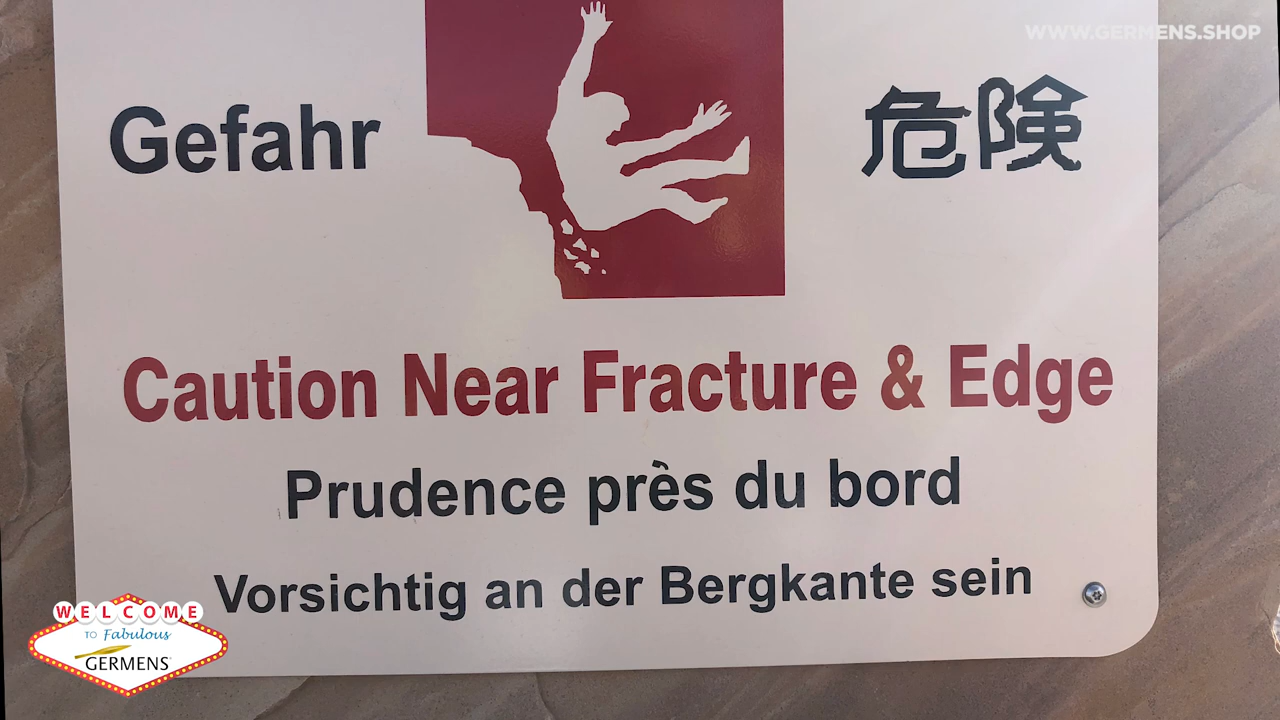 WWW.GERMENS.SHOP
Gefahr
危険
Caution Near Fracture & Edge
Prudence près du bord
Vorsichtig an der Bergkante sein
WELCOME
TO Fabulous
GERMENS